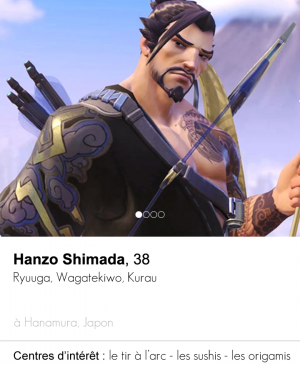 Hanzo Shimada, 38
Ryuuga, Wagatekiwo, Kurau
à Hanamura, Japon
Centres d'intérêt : le tir à l'arc - les sushis - les origamis